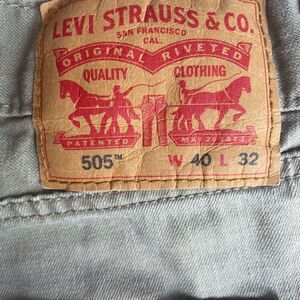 LEVI STRAUSS & CO.
SAN FRANCISCO
CAL.
ORIGINAL RIVETED
QUALITY CLOTHING
PATENTED MAY 20 1873
505™ W 40 L 32